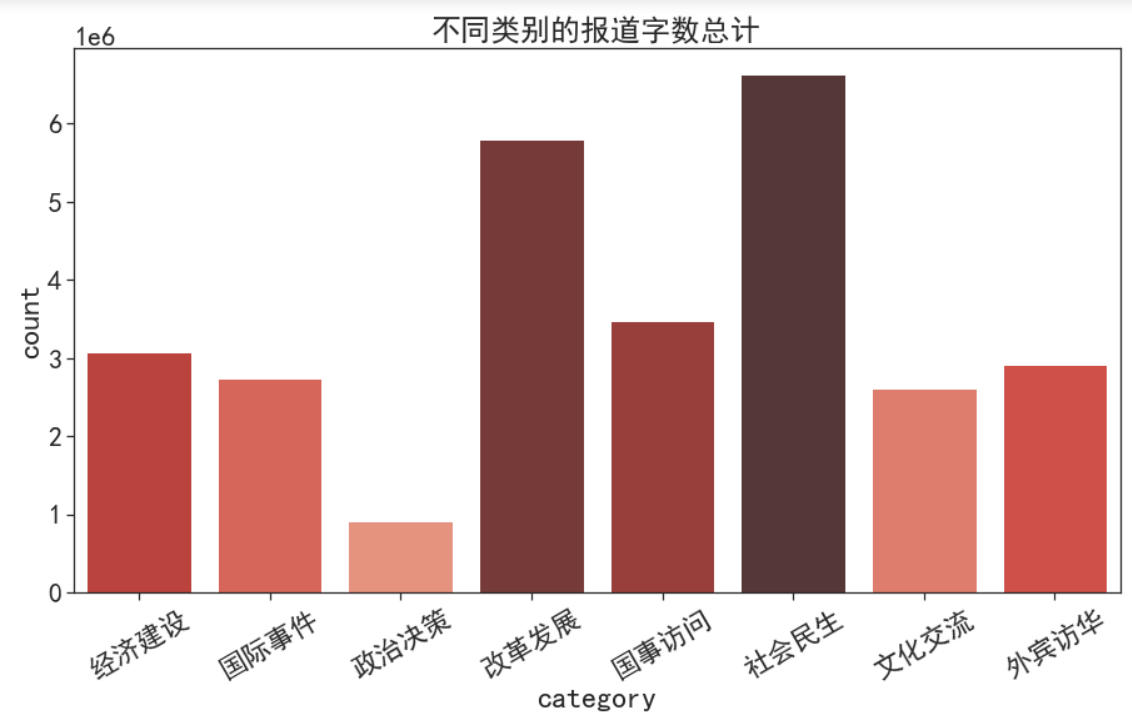 不同类别的报道字数总计
1e6
6
5
4
3
2
1
0
count
经济建设
国际事件
政治决策
改革发展
国事访问
社会民生
文化交流
外宾访华
category